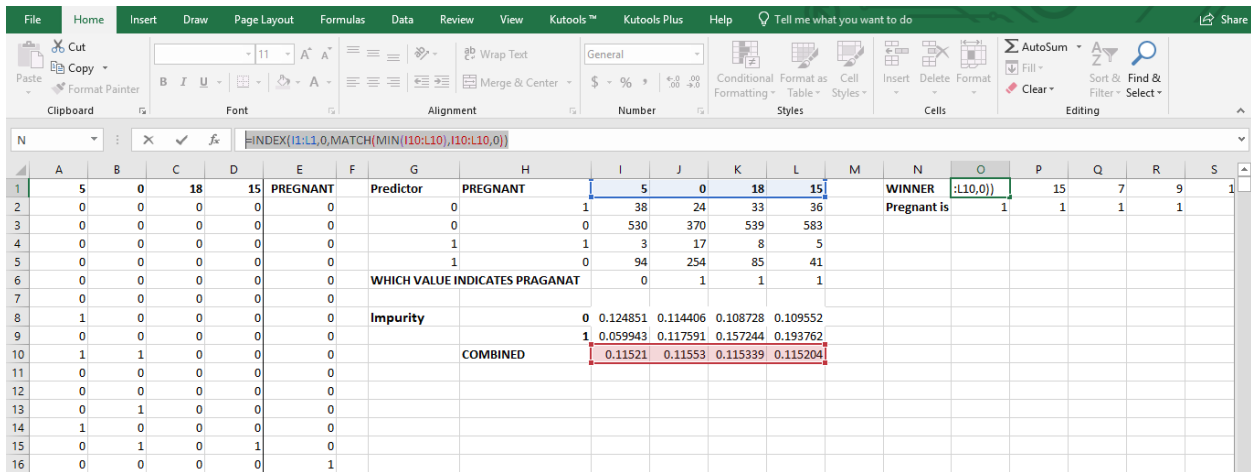 File Home Insert Draw Page Layout Formulas Data Review View Kutools ™ Kutools Plus Help Tell me what you want to do Share
Cut
Copy
Format Painter
Paste
11 A A
B I U A
Wrap Text
Merge & Center
General
$ % , .0 .00 .00 .0
Conditional Formatting
Format as Table
Cell Styles
Insert Delete Format
AutoSum
Fill
Clear
Sort & Filter
Find & Select
Clipboard Font Alignment Number Styles Cells Editing
N fx =INDEX(I1:L1,0,MATCH(MIN(I10:L10),I10:L10,0))
A B C D E F G H I J K L M N O P Q R S
1 5 0 18 15 PREGNANT Predictor PREGNANT 5 0 18 15 WINNER :L10,0)) 15 7 9 1
2 0 0 0 0 0 0 1 38 24 33 36 Pregnant is 1 1 1 1
3 0 0 0 0 0 0 0 530 370 539 583
4 0 0 0 0 0 1 1 3 17 8 5
5 0 0 0 0 0 1 0 94 254 85 41
6 0 0 0 0 0 WHICH VALUE INDICATES PRAGANAT 0 1 1 1
7 0 0 0 0 0
8 1 0 0 0 0 Impurity 0 0.124851 0.114406 0.108728 0.109552
9 0 0 0 0 0 1 0.059943 0.117591 0.157244 0.193762
10 1 1 0 0 0 COMBINED 0.11521 0.11553 0.115339 0.115204
11 0 0 0 0 0
12 0 0 0 0 0
13 0 1 0 0 0
14 1 0 0 0 0
15 0 1 0 1 0
16 0 0 0 0 1